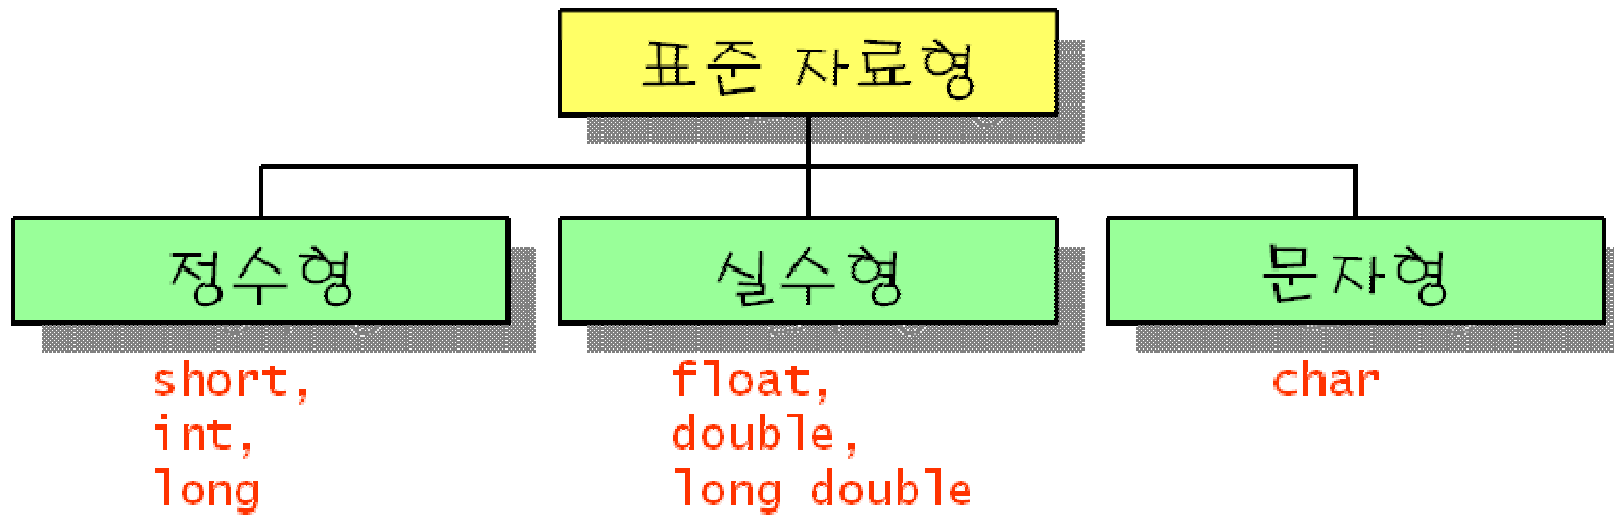 표준 자료형
정수형
실수형
문자형
short,
int,
long
float,
double,
long double
char